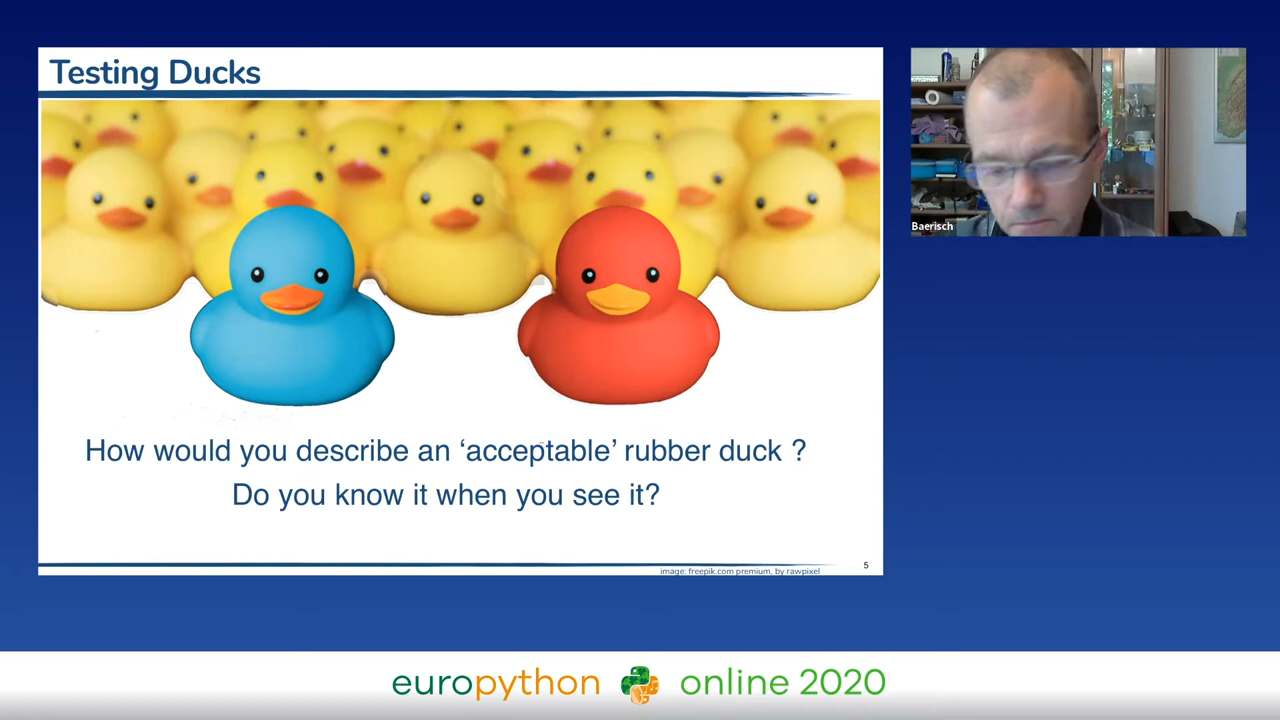 Testing Ducks
Baerisch
How would you describe an ‘acceptable’ rubber duck ?
Do you know it when you see it?
image: freepik.com premium, by rawpixel
5
europython online 2020